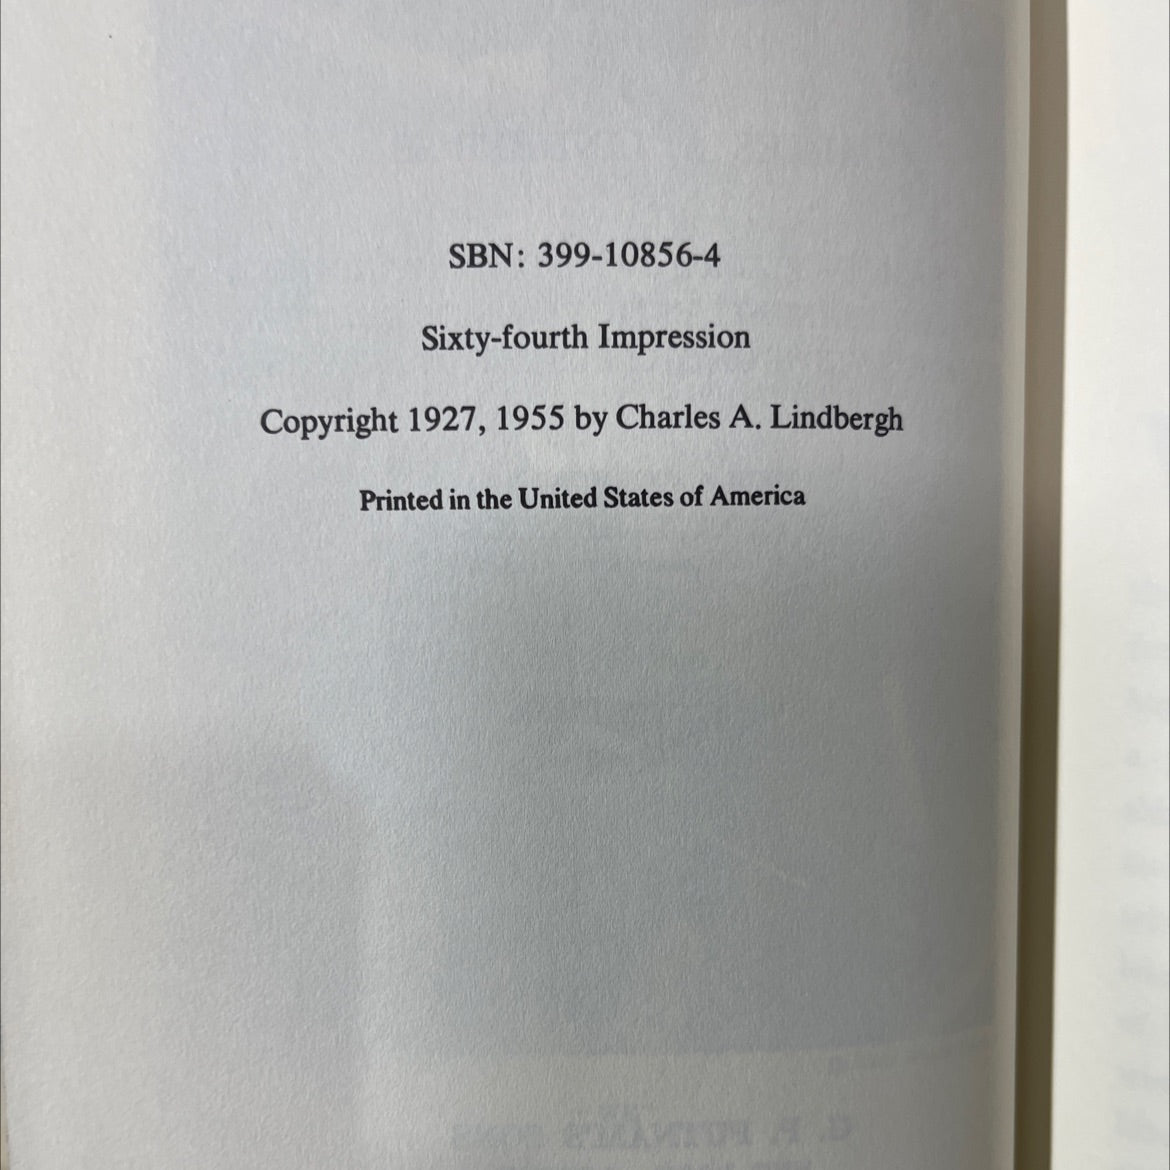 SBN: 399-10856-4
Sixty-fourth Impression
Copyright 1927, 1955 by Charles A. Lindbergh
Printed in the United States of America